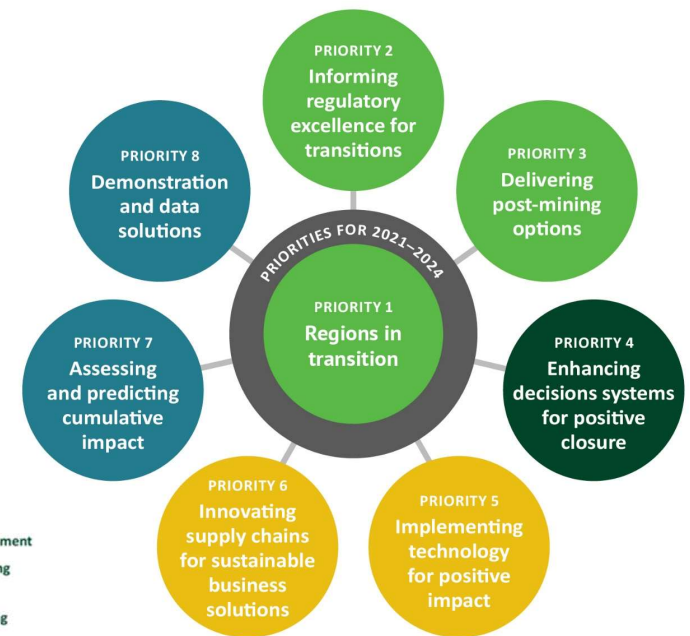 PRIORITY 2
Informing
regulatory
excellence for
transitions
PRIORITY 8
Demonstration
and data
solutions
PRIORITY 3
Delivering
post-mining
options
PRIORITIES FOR 2021–2024
PRIORITY 1
Regions in
transition
PRIORITY 7
Assessing
and predicting
cumulative
impact
PRIORITY 4
Enhancing
decisions systems
for positive
closure
PRIORITY 6
Innovating
supply chains
for sustainable
business
solutions
PRIORITY 5
Implementing
technology
for positive
impact